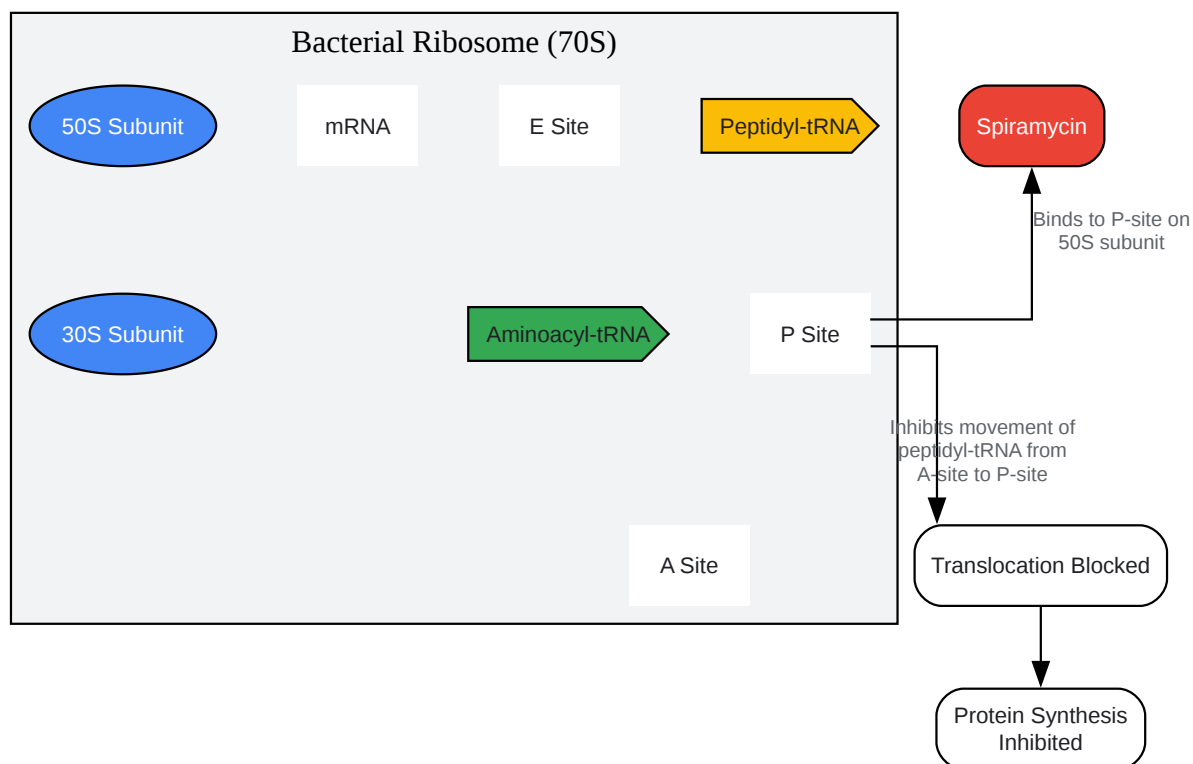 Bacterial Ribosome (70S)
50S Subunit
mRNA
E Site
Peptidyl-tRNA
Spiramycin
Binds to P-site on
50S subunit
30S Subunit
Aminoacyl-tRNA
P Site
Inhibits movement of
peptidyl-tRNA from
A-site to P-site
A Site
Translocation Blocked
Protein Synthesis
Inhibited